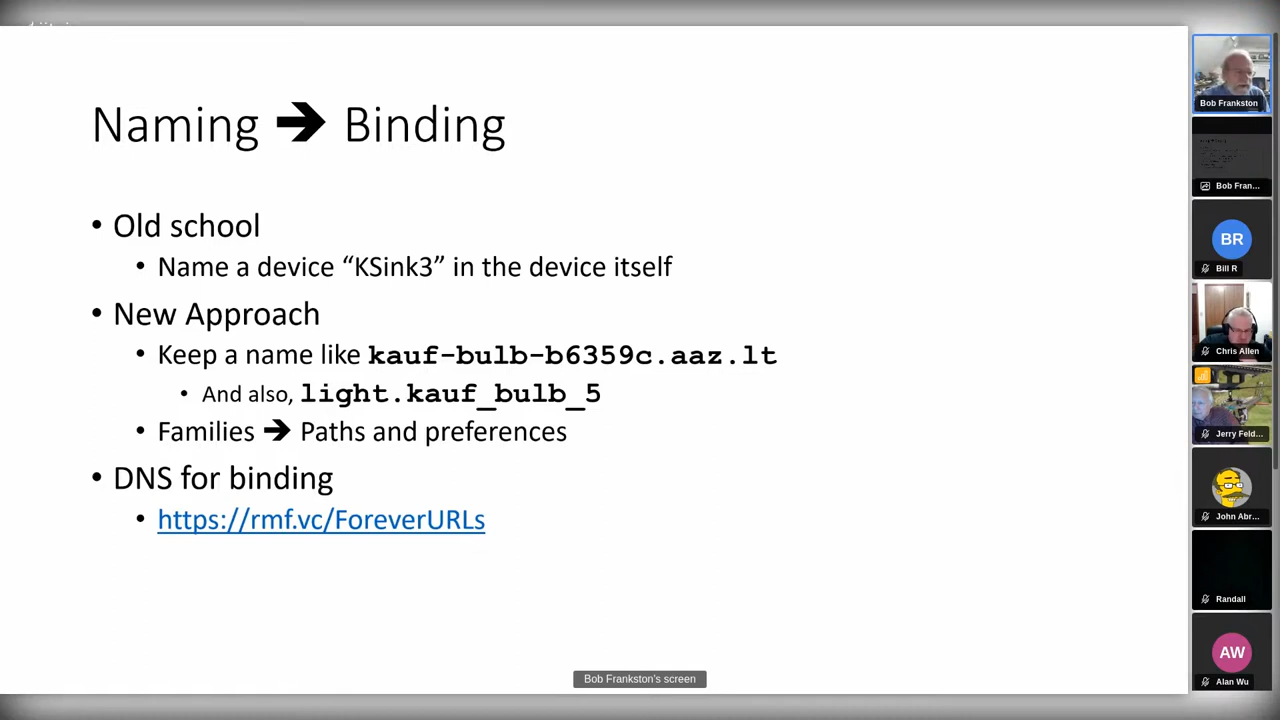 Naming ➔ Binding
• Old school
• Name a device “KSink3” in the device itself
• New Approach
• Keep a name like kauf-bulb-b6359c.aaz.lt
• And also, light.kauf_bulb_5
• Families ➔ Paths and preferences
• DNS for binding
• https://rmf.vc/ForeverURLs
Bob Frankston's screen
Bob Frankston
Bob Fran...
BR
Bill R
Chris Allen
Jerry Feld...
John Abr...
Randall
AW
Alan Wu